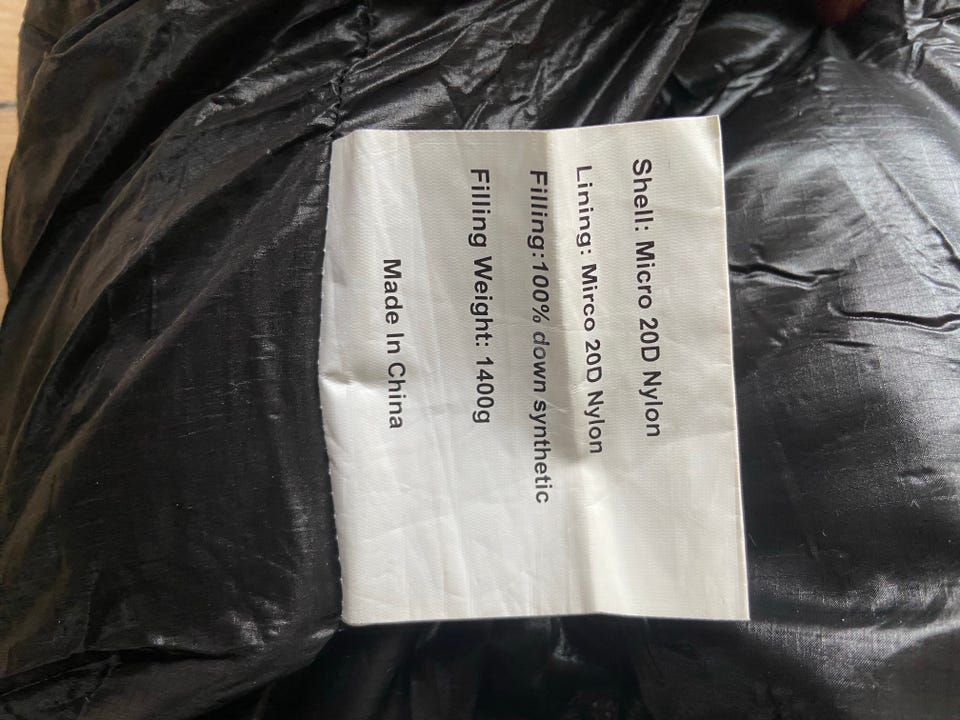 Shell: Micro 20D Nylon
Lining: Mirco 20D Nylon
Filling:100% down synthetic
Filling Weight: 1400g
Made In China